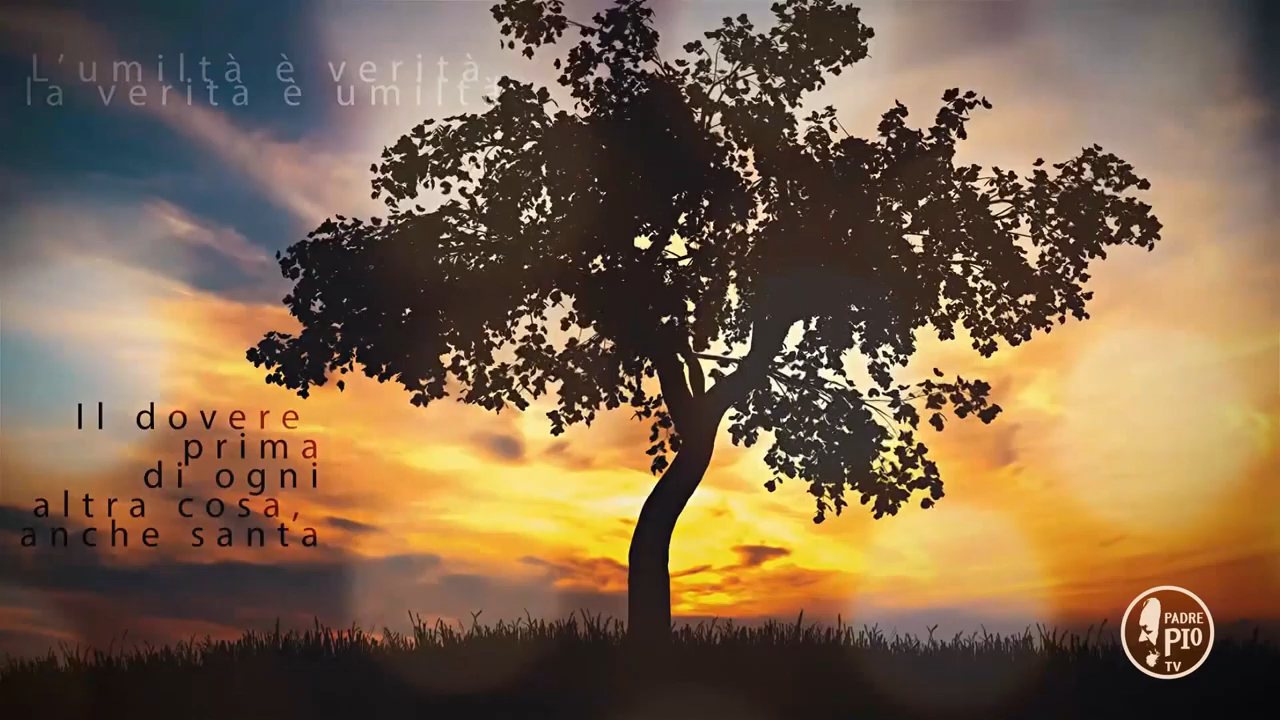 L'umiltà è verità,
la verità è umiltà
Il dovere
prima
di ogni
altra cosa,
anche santa
PADRE
PIO
TV